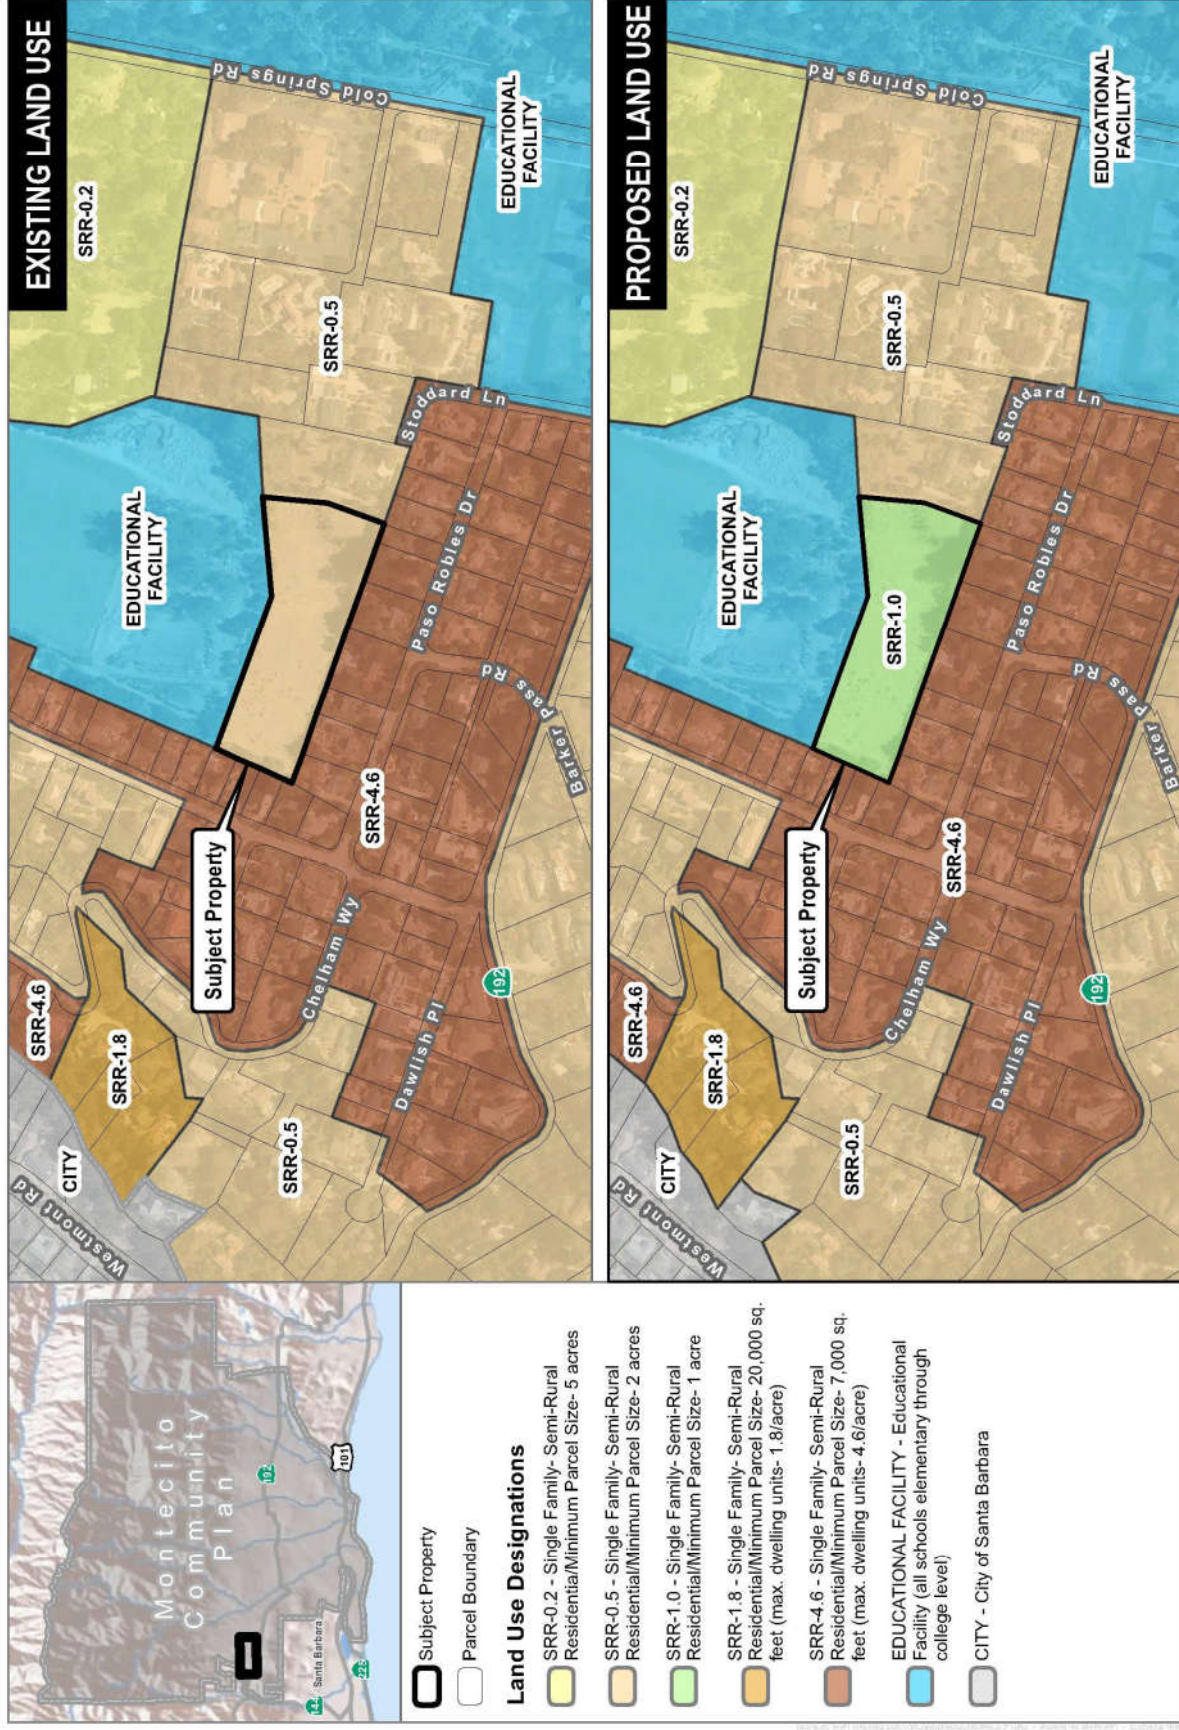 EXISTING LAND USE
SRR-0.2
Cold Springs Rd
EDUCATIONAL
FACILITY
SRR-0.5
Stoddard Ln
EDUCATIONAL
FACILITY
Paso Robles Dr
Barker Pass Rd
SRR-4.6
Subject Property
Chelham Wy
Dawlish Pl
192
SRR-4.6
SRR-1.8
SRR-0.5
CITY
Westmont Rd
PROPOSED LAND USE
SRR-0.2
Cold Springs Rd
EDUCATIONAL
FACILITY
SRR-0.5
Stoddard Ln
EDUCATIONAL
FACILITY
SRR-1.0
Paso Robles Dr
Barker Pass Rd
SRR-4.6
Subject Property
Chelham Wy
Dawlish Pl
192
SRR-4.6
SRR-1.8
SRR-0.5
CITY
Westmont Rd
Montecito
Community
Plan
192
101
144
Santa Barbara
225
Subject Property
Parcel Boundary
Land Use Designations
SRR-0.2 - Single Family- Semi-Rural
Residential/Minimum Parcel Size- 5 acres
SRR-0.5 - Single Family- Semi-Rural
Residential/Minimum Parcel Size- 2 acres
SRR-1.0 - Single Family- Semi-Rural
Residential/Minimum Parcel Size- 1 acre
SRR-1.8 - Single Family- Semi-Rural
Residential/Minimum Parcel Size- 20,000 sq.
feet (max. dwelling units- 1.8/acre)
SRR-4.6 - Single Family- Semi-Rural
Residential/Minimum Parcel Size- 7,000 sq.
feet (max. dwelling units- 4.6/acre)
EDUCATIONAL FACILITY - Educational
Facility (all schools elementary through
college level)
CITY - City of Santa Barbara